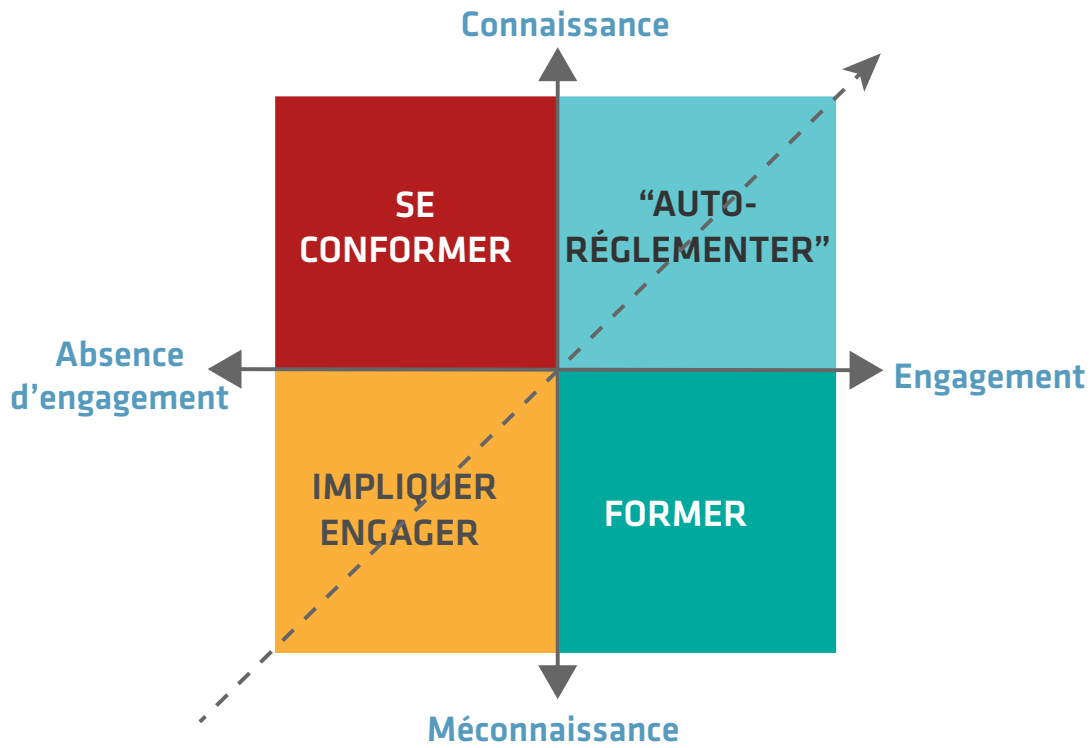 Connaissance
SE
CONFORMER
“AUTO-
RÉGLEMENTER”
Absence
d’engagement
Engagement
IMPLIQUER
ENGAGER
FORMER
Méconnaissance